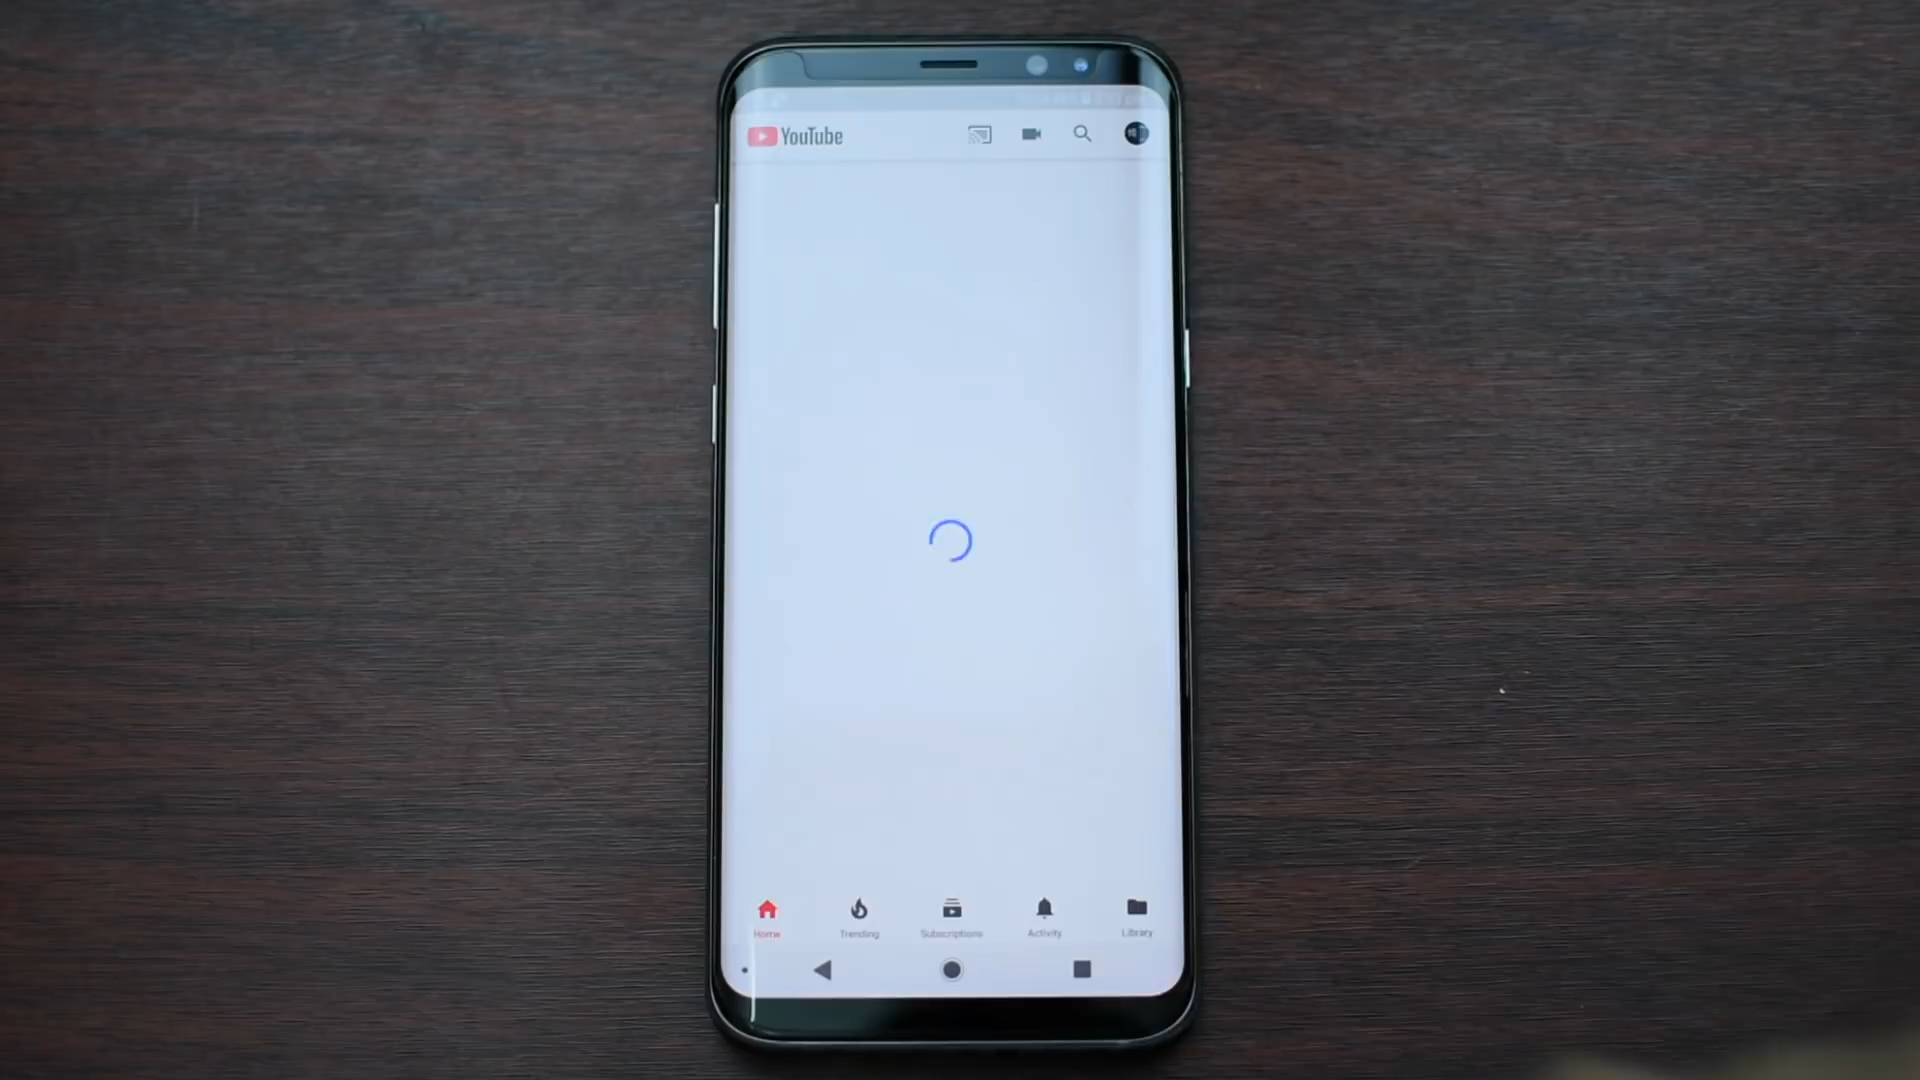 YouTube
Home
Trending
Subscriptions
Activity
Library